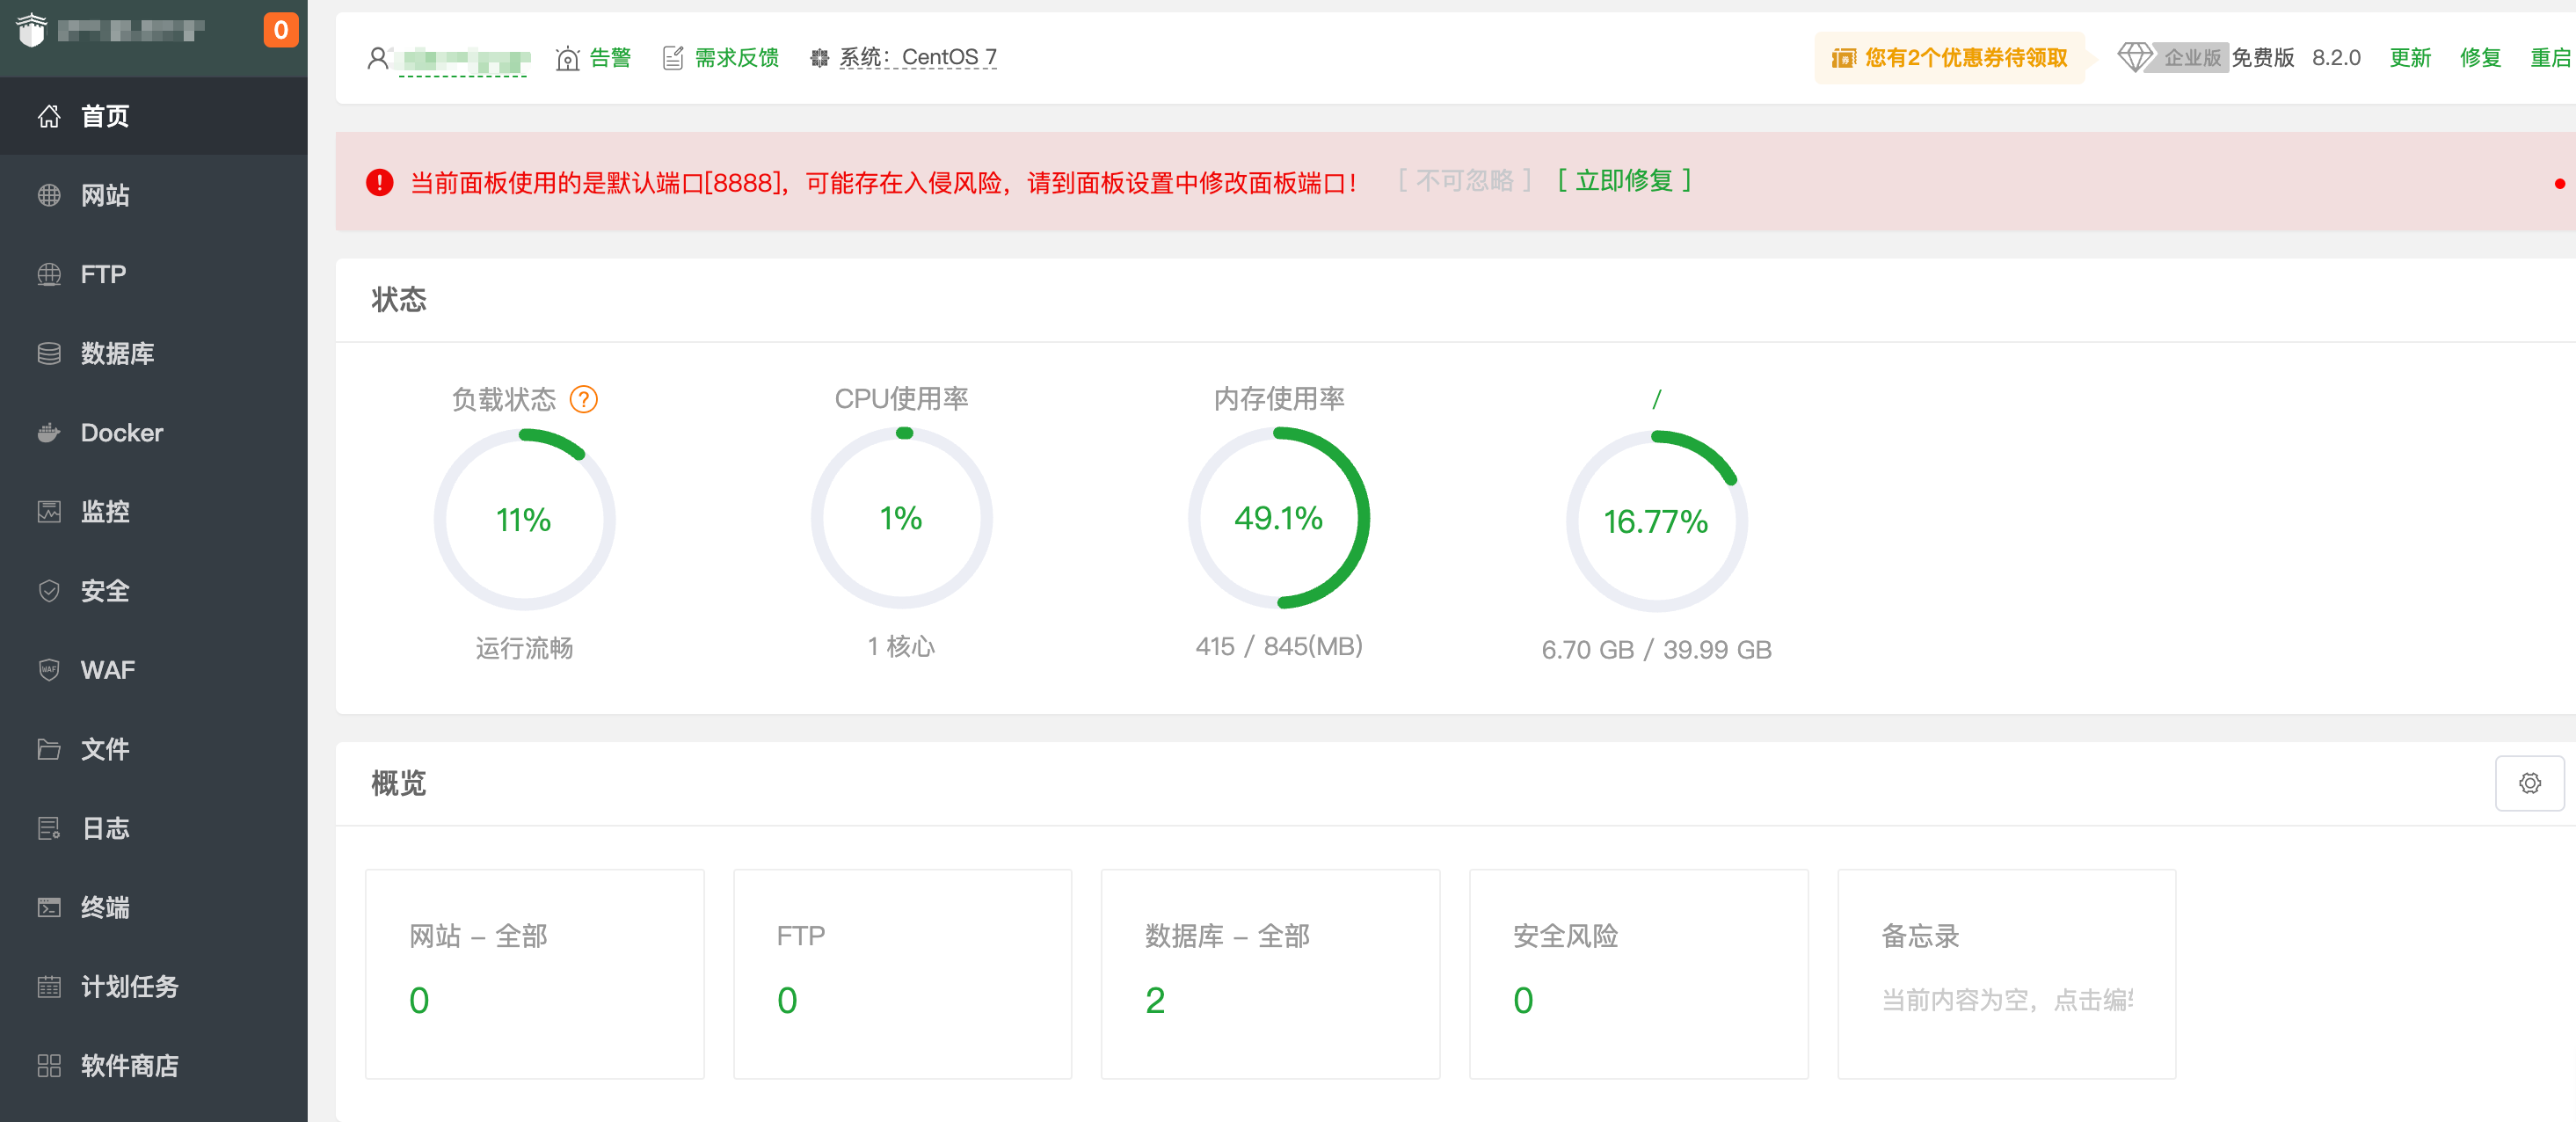 0
首页
网站
FTP
数据库
Docker
监控
安全
WAF
文件
日志
终端
计划任务
软件商店
告警 需求反馈 系统：CentOS 7 您有2个优惠券待领取 企业版 免费版 8.2.0 更新 修复 重启
当前面板使用的是默认端口[8888]，可能存在入侵风险，请到面板设置中修改面板端口！ [ 不可忽略 ] [ 立即修复 ]
状态
负载状态 ? CPU使用率 内存使用率 /
11% 1% 49.1% 16.77%
运行流畅 1 核心 415 / 845(MB) 6.70 GB / 39.99 GB
概览
网站 – 全部 FTP 数据库 – 全部 安全风险 备忘录
0 0 2 0 当前内容为空，点击编